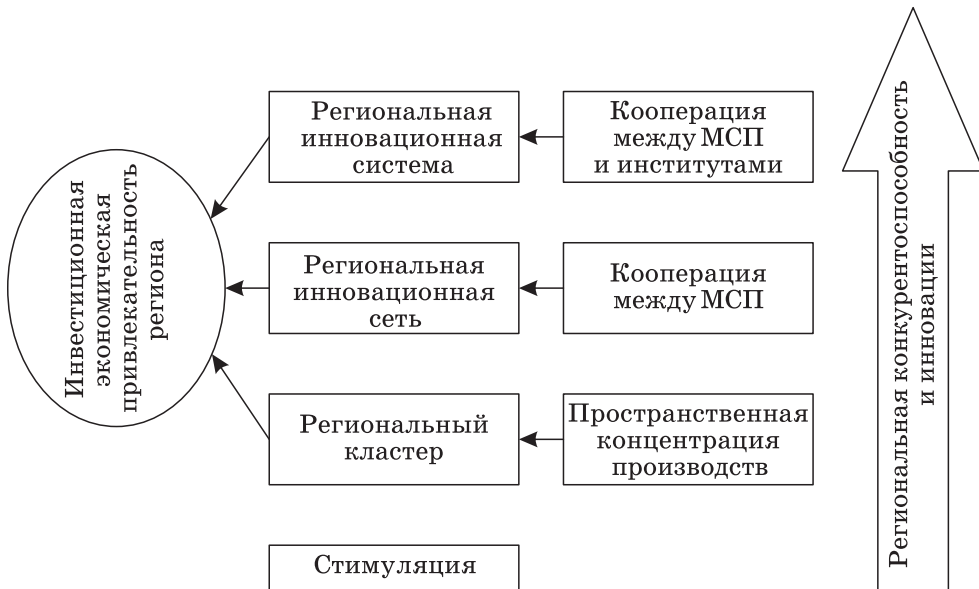 Инвестиционная
экономическая
привлекательность
региона
Региональная
инновационная
система
Кооперация
между МСП
и институтами
Региональная
инновационная
сеть
Кооперация
между МСП
Региональный
кластер
Пространственная
концентрация
производств
Стимуляция
Региональная конкурентоспособность
и инновации